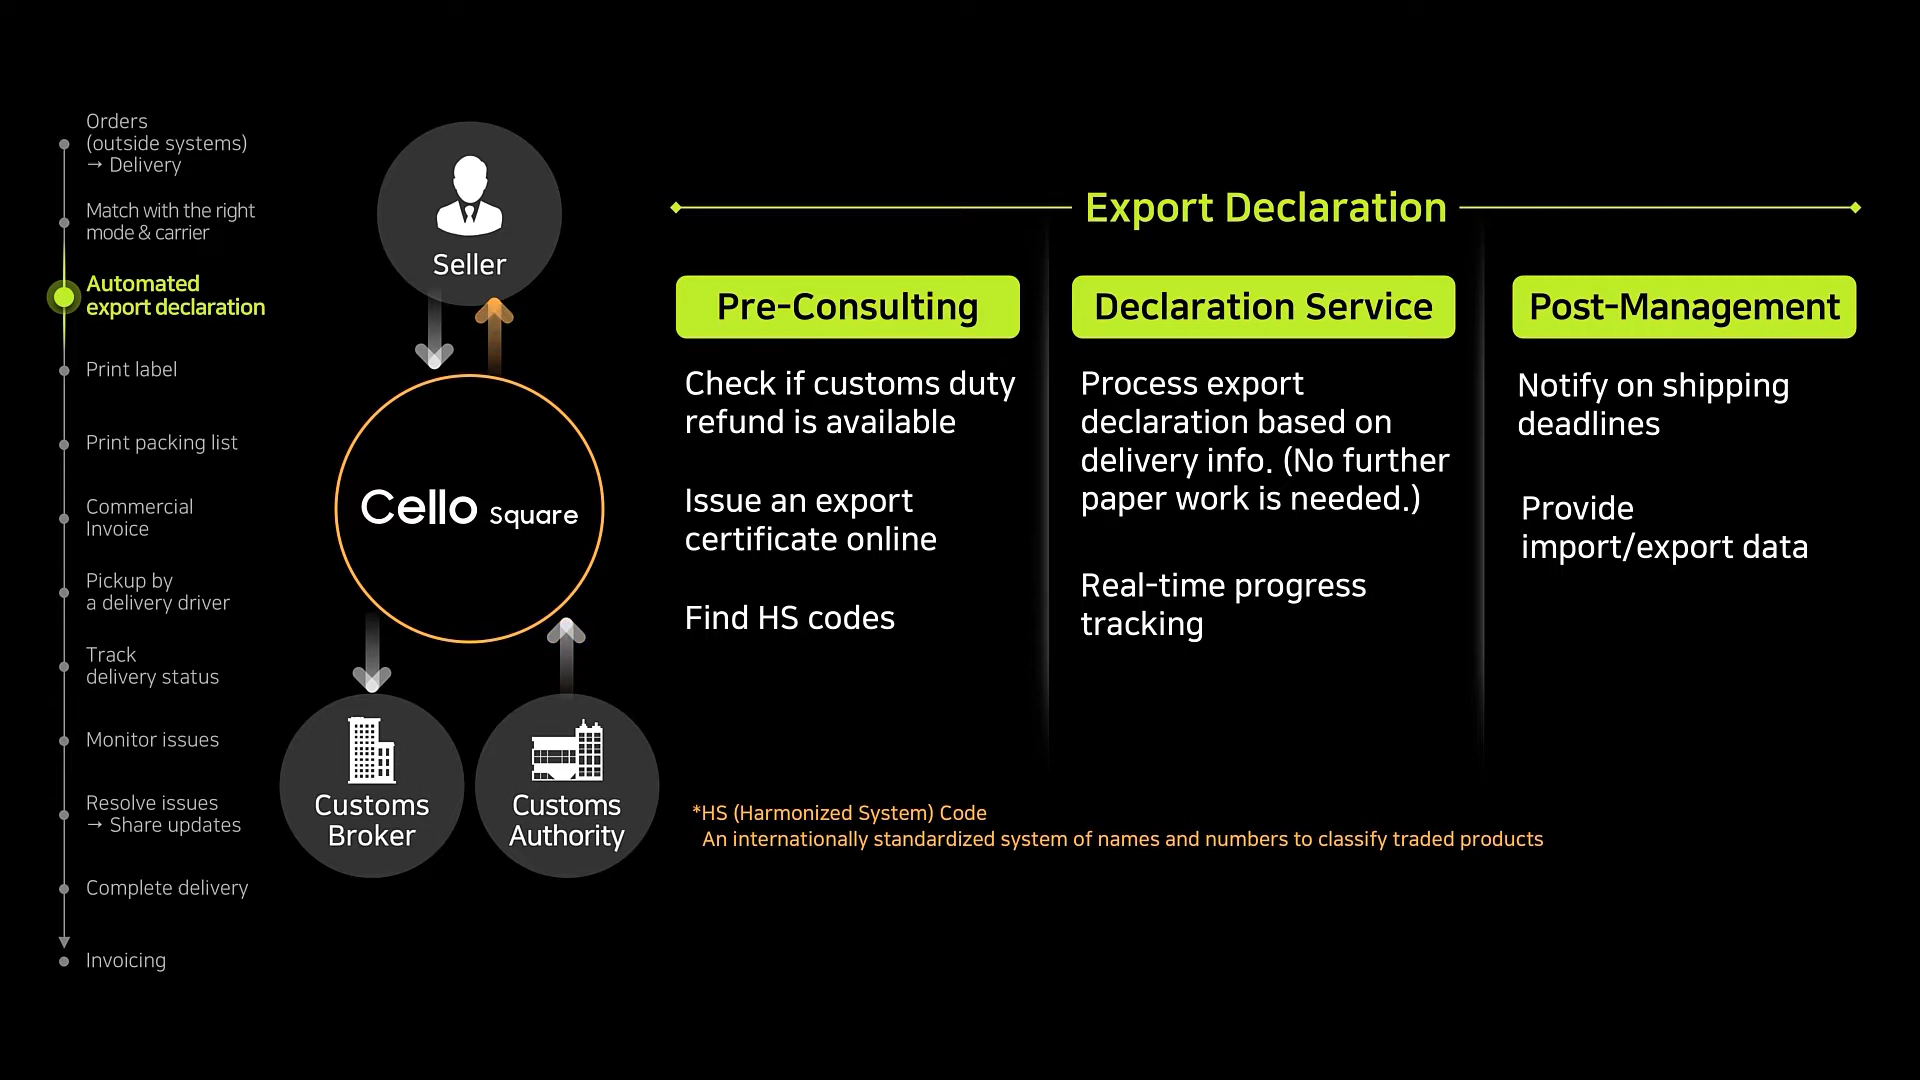 Orders
(outside systems)
→ Delivery
Match with the right
mode & carrier
Automated
export declaration
Print label
Print packing list
Commercial
Invoice
Pickup by
a delivery driver
Track
delivery status
Monitor issues
Resolve issues
→ Share updates
Complete delivery
Invoicing
Seller
Cello Square
Customs
Broker
Customs
Authority
Export Declaration
Pre-Consulting
Check if customs duty
refund is available
Issue an export
certificate online
Find HS codes
Declaration Service
Process export
declaration based on
delivery info. (No further
paper work is needed.)
Real-time progress
tracking
Post-Management
Notify on shipping
deadlines
Provide
import/export data
*HS (Harmonized System) Code
An internationally standardized system of names and numbers to classify traded products